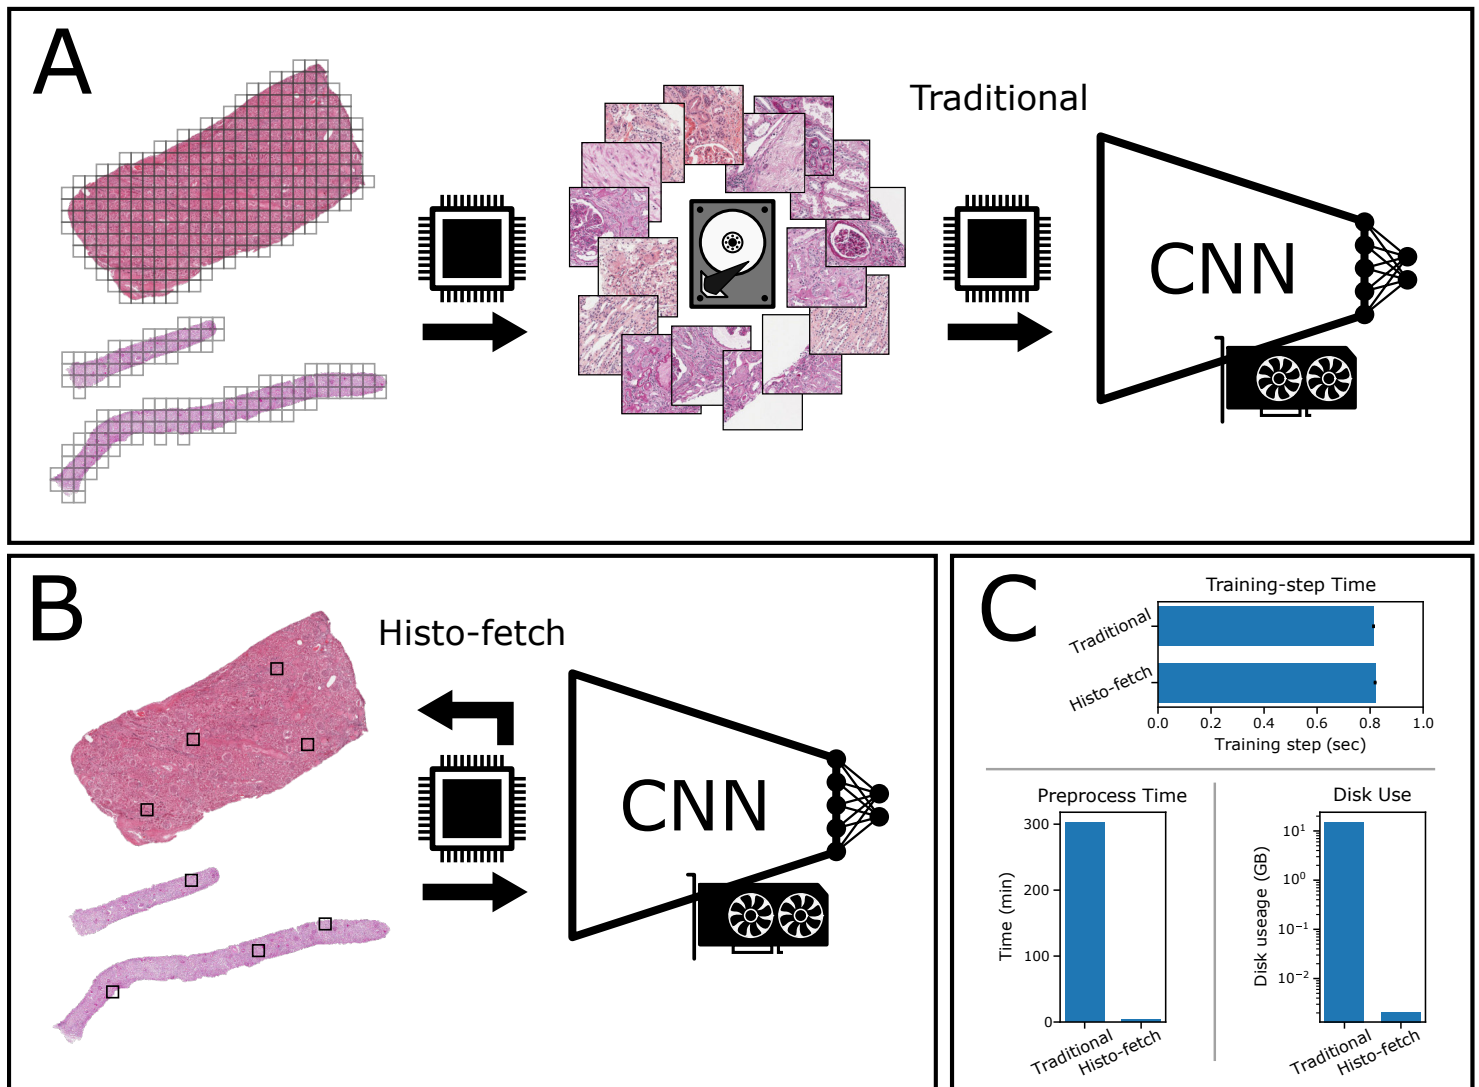 A
Traditional
CNN
B
Histo-fetch
CNN
C
Training-step Time
Traditional
Histo-fetch
0.0 0.2 0.4 0.6 0.8 1.0
Training step (sec)
Preprocess Time
300
200
100
0
Time (min)
Traditional Histo-fetch
Disk Use
10¹
10⁰
10⁻¹
10⁻²
Disk useage (GB)
Traditional Histo-fetch